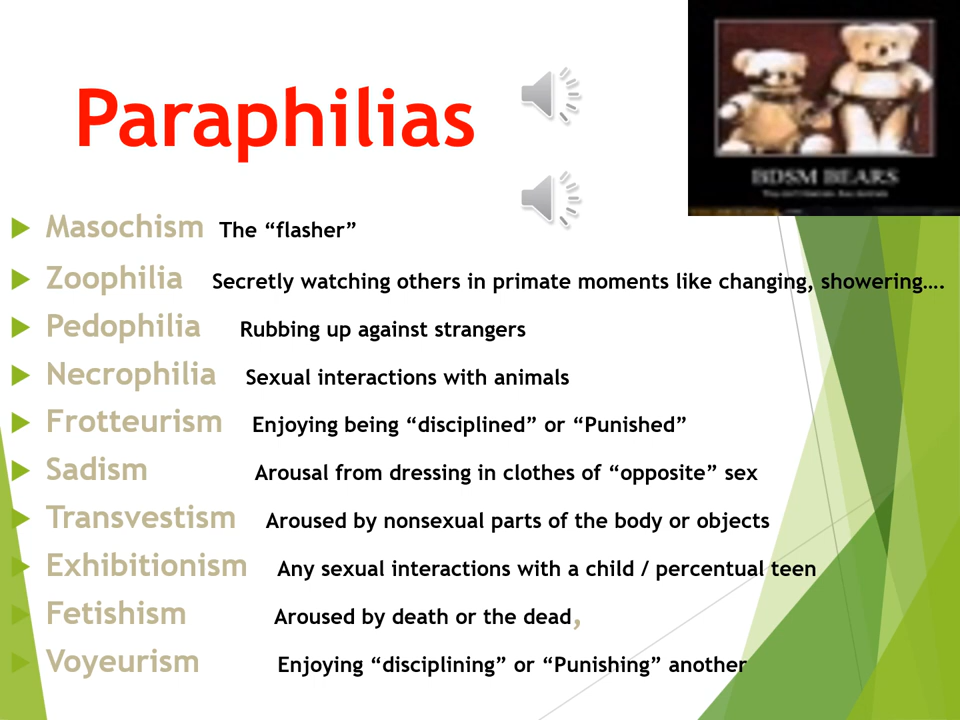 Paraphilias
BDSM BEARS
Masochism The “flasher”
Zoophilia Secretly watching others in primate moments like changing, showering….
Pedophilia Rubbing up against strangers
Necrophilia Sexual interactions with animals
Frotteurism Enjoying being “disciplined” or “Punished”
Sadism Arousal from dressing in clothes of “opposite” sex
Transvestism Aroused by nonsexual parts of the body or objects
Exhibitionism Any sexual interactions with a child / percentual teen
Fetishism Aroused by death or the dead,
Voyeurism Enjoying “disciplining” or “Punishing” another